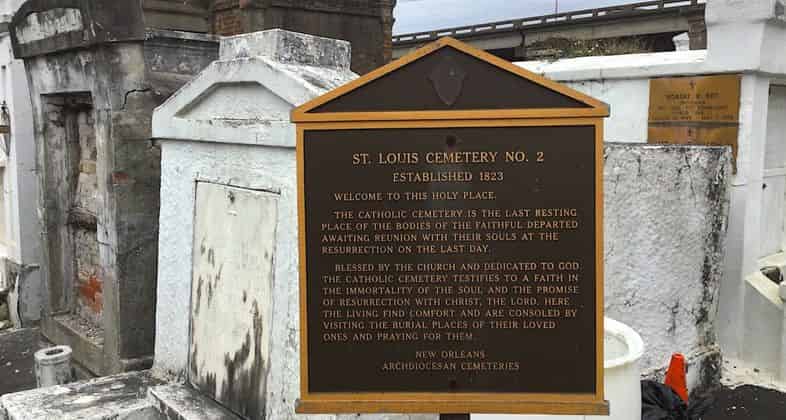 ST. LOUIS CEMETERY NO. 2
ESTABLISHED 1823
WELCOME TO THIS HOLY PLACE.
THE CATHOLIC CEMETERY IS THE LAST RESTING
PLACE OF THE BODIES OF THE FAITHFUL DEPARTED
AWAITING REUNION WITH THEIR SOULS AT THE
RESURRECTION ON THE LAST DAY.
BLESSED BY THE CHURCH AND DEDICATED TO GOD
THE CATHOLIC CEMETERY TESTIFIES TO A FAITH IN
THE IMMORTALITY OF THE SOUL AND THE PROMISE
OF RESURRECTION WITH CHRIST, THE LORD. HERE
THE LIVING FIND COMFORT AND ARE CONSOLED BY
VISITING THE BURIAL PLACES OF THEIR LOVED
ONES AND PRAYING FOR THEM.
NEW ORLEANS
ARCHDIOCESAN CEMETERIES